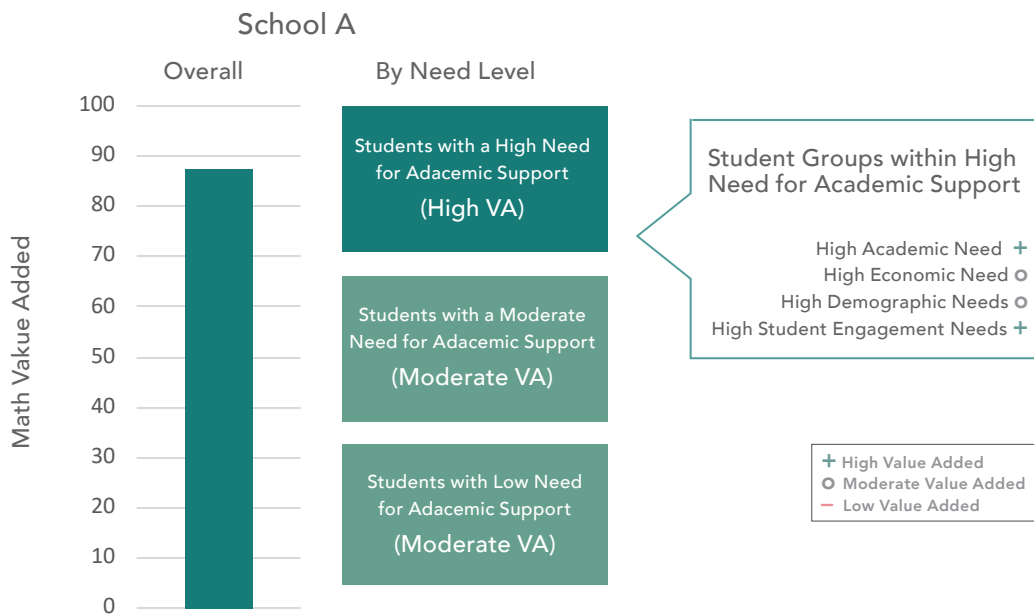 School A
Overall
By Need Level
Math Vakue Added
100
90
80
70
60
50
40
30
20
10
0
Students with a High Need
for Adacemic Support
(High VA)
Students with a Moderate
Need for Adacemic Support
(Moderate VA)
Students with Low Need
for Adacemic Support
(Moderate VA)
Student Groups within High
Need for Academic Support
High Academic Need +
High Economic Need o
High Demographic Needs o
High Student Engagement Needs +
+ High Value Added
o Moderate Value Added
– Low Value Added